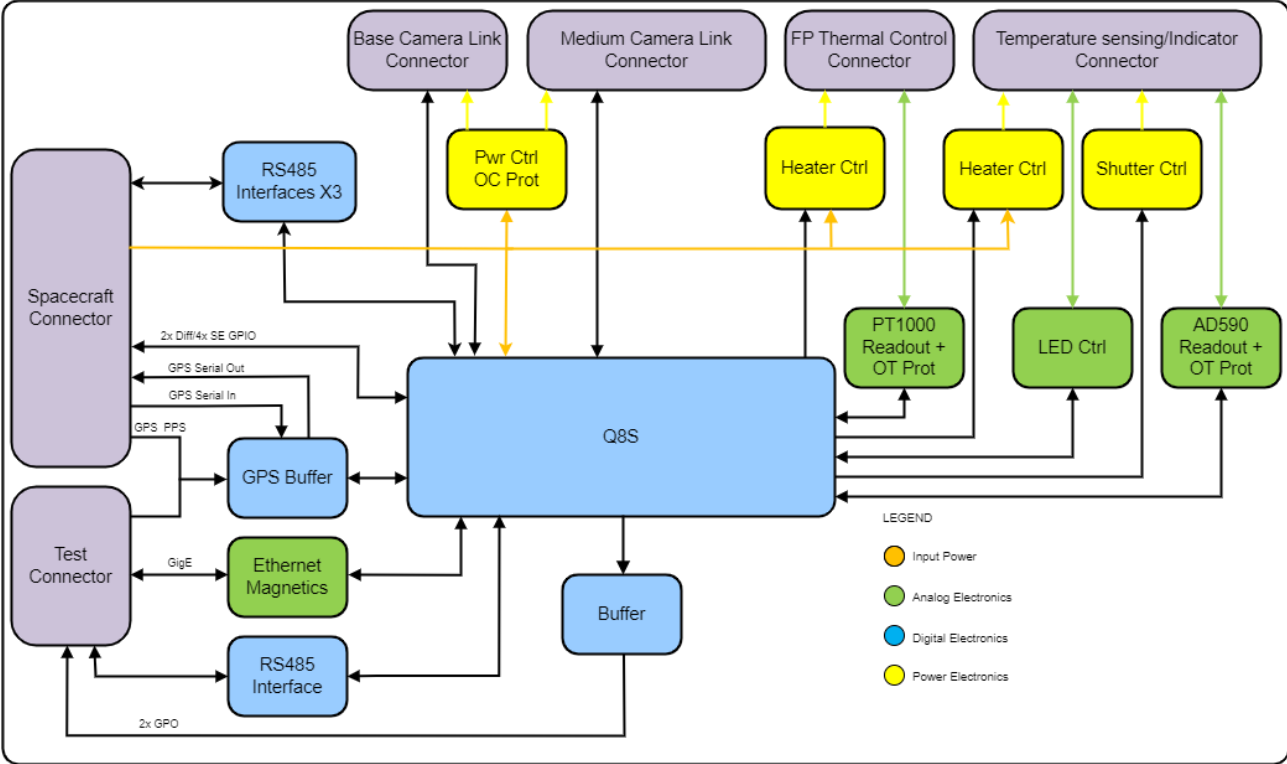 Base Camera Link
Connector
Medium Camera Link
Connector
FP Thermal Control
Connector
Temperature sensing/Indicator
Connector
RS485
Interfaces X3
Pwr Ctrl
OC Prot
Heater Ctrl
Heater Ctrl
Shutter Ctrl
Spacecraft
Connector
PT1000
Readout +
OT Prot
LED Ctrl
AD590
Readout +
OT Prot
2x Diff/4x SE GPIO
GPS Serial Out
GPS Serial In
GPS PPS
Q8S
GPS Buffer
Test
Connector
GigE
Ethernet
Magnetics
Buffer
RS485
Interface
2x GPO
LEGEND
Input Power
Analog Electronics
Digital Electronics
Power Electronics